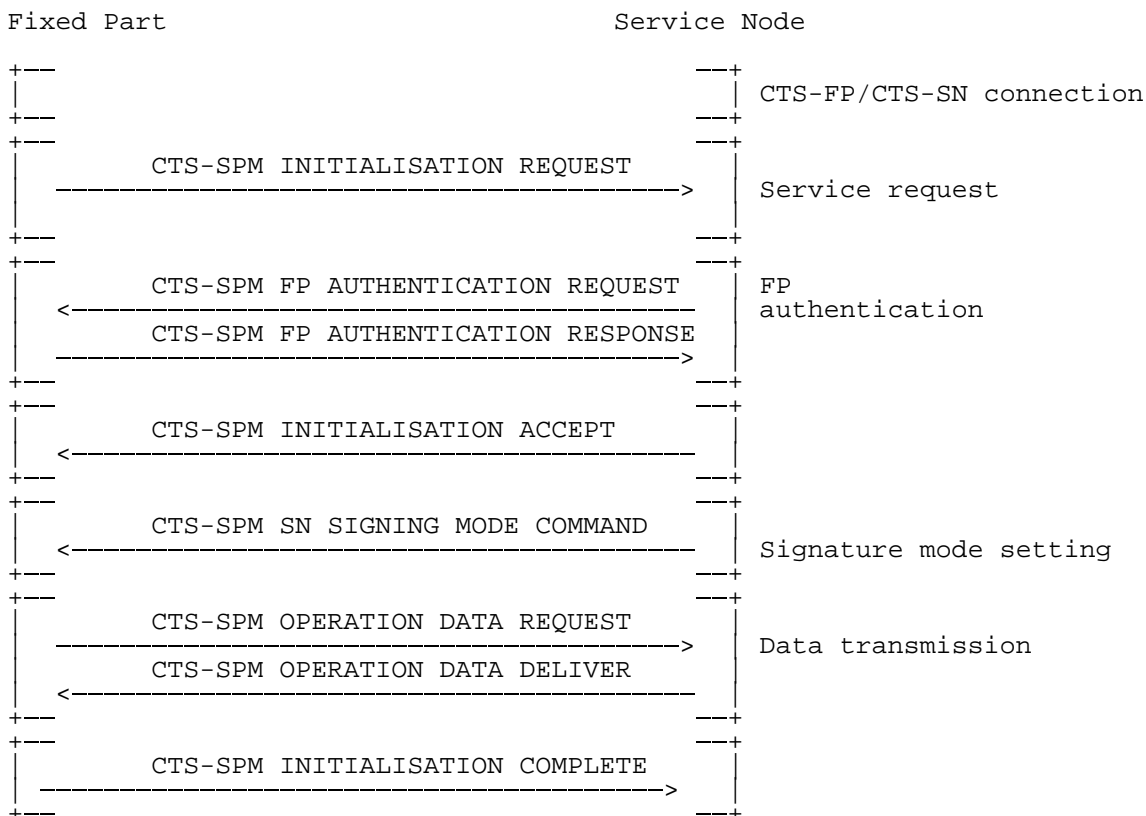 Fixed Part Service Node
CTS-FP/CTS-SN connection
CTS-SPM INITIALISATION REQUEST
Service request
CTS-SPM FP AUTHENTICATION REQUEST FP
authentication
CTS-SPM FP AUTHENTICATION RESPONSE
CTS-SPM INITIALISATION ACCEPT
CTS-SPM SN SIGNING MODE COMMAND
Signature mode setting
CTS-SPM OPERATION DATA REQUEST
Data transmission
CTS-SPM OPERATION DATA DELIVER
CTS-SPM INITIALISATION COMPLETE